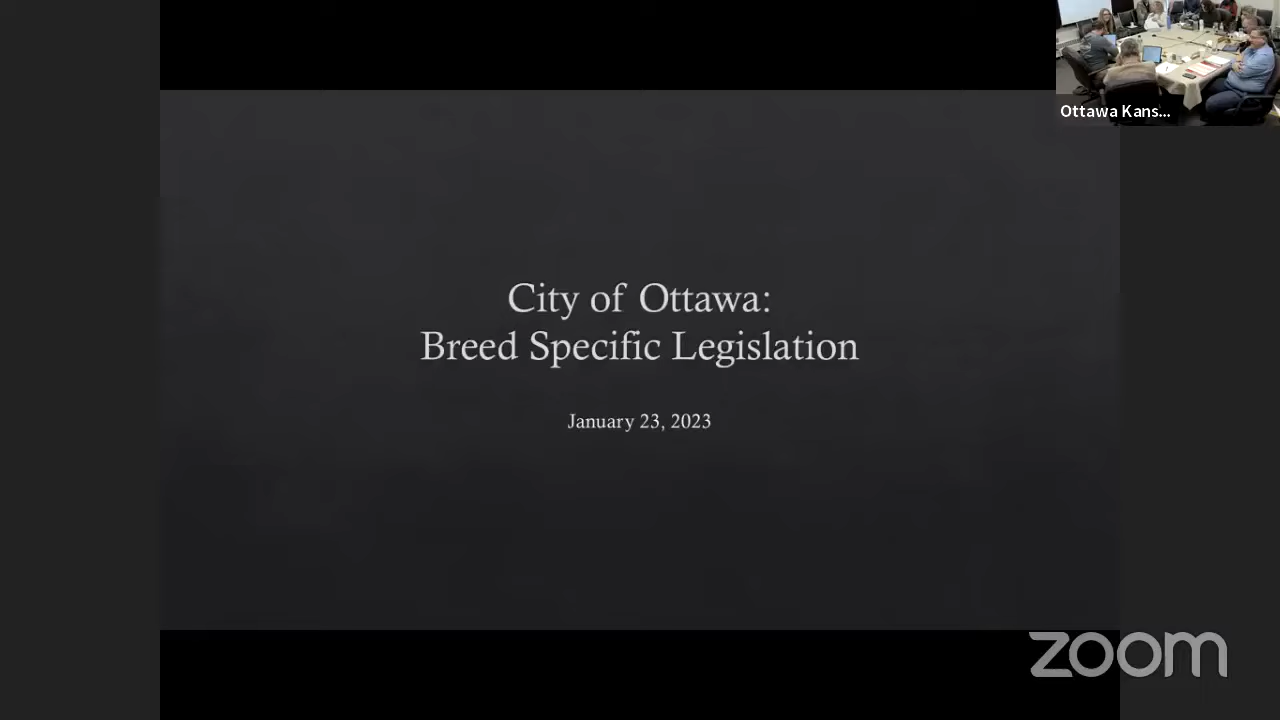 Ottawa Kans...
City of Ottawa:
Breed Specific Legislation
January 23, 2023
zoom